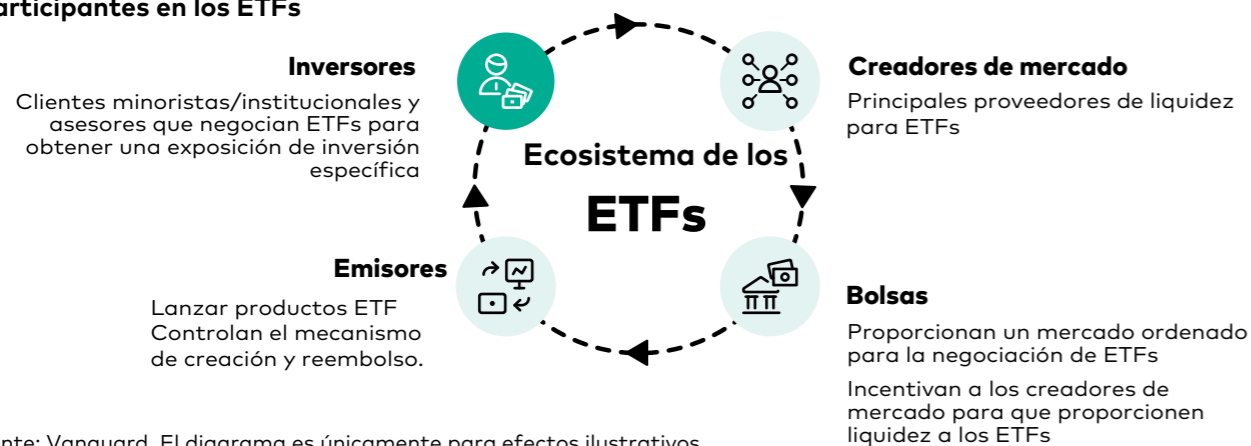 articipantes en los ETFs
Inversores
Clientes minoristas/institucionales y
asesores que negocian ETFs para
obtener una exposición de inversión
específica
Creadores de mercado
Principales proveedores de liquidez
para ETFs
Ecosistema de los
ETFs
Emisores
Lanzar productos ETF
Controlan el mecanismo
de creación y reembolso.
Bolsas
Proporcionan un mercado ordenado
para la negociación de ETFs
Incentivan a los creadores de
mercado para que proporcionen
liquidez a los ETFs
nte: Vanguard. El diagrama es únicamente para efectos ilustrativos